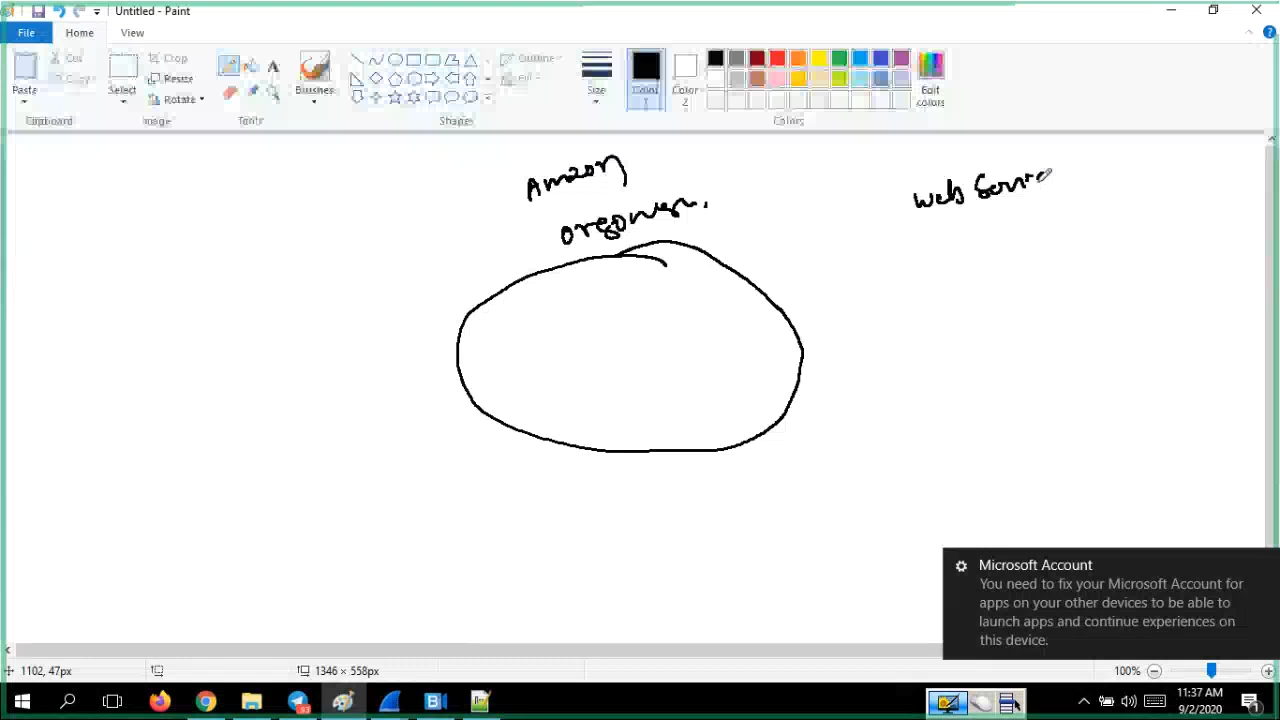 Untitled - Paint
File Home View
Paste
Cut
Select
Crop
Resize
Rotate
Brushes
Size
Color
1
Color
2
Edit
colors
Outline
Fill
Clipboard
Image
Tools
Shapes
Colors
Amazon
Web Servic
Microsoft Account
You need to fix your Microsoft Account for
apps on your other devices to be able to
launch apps and continue experiences on
this device.
1102, 47px
1346 × 558px
100%
11:37 AM
9/2/2020